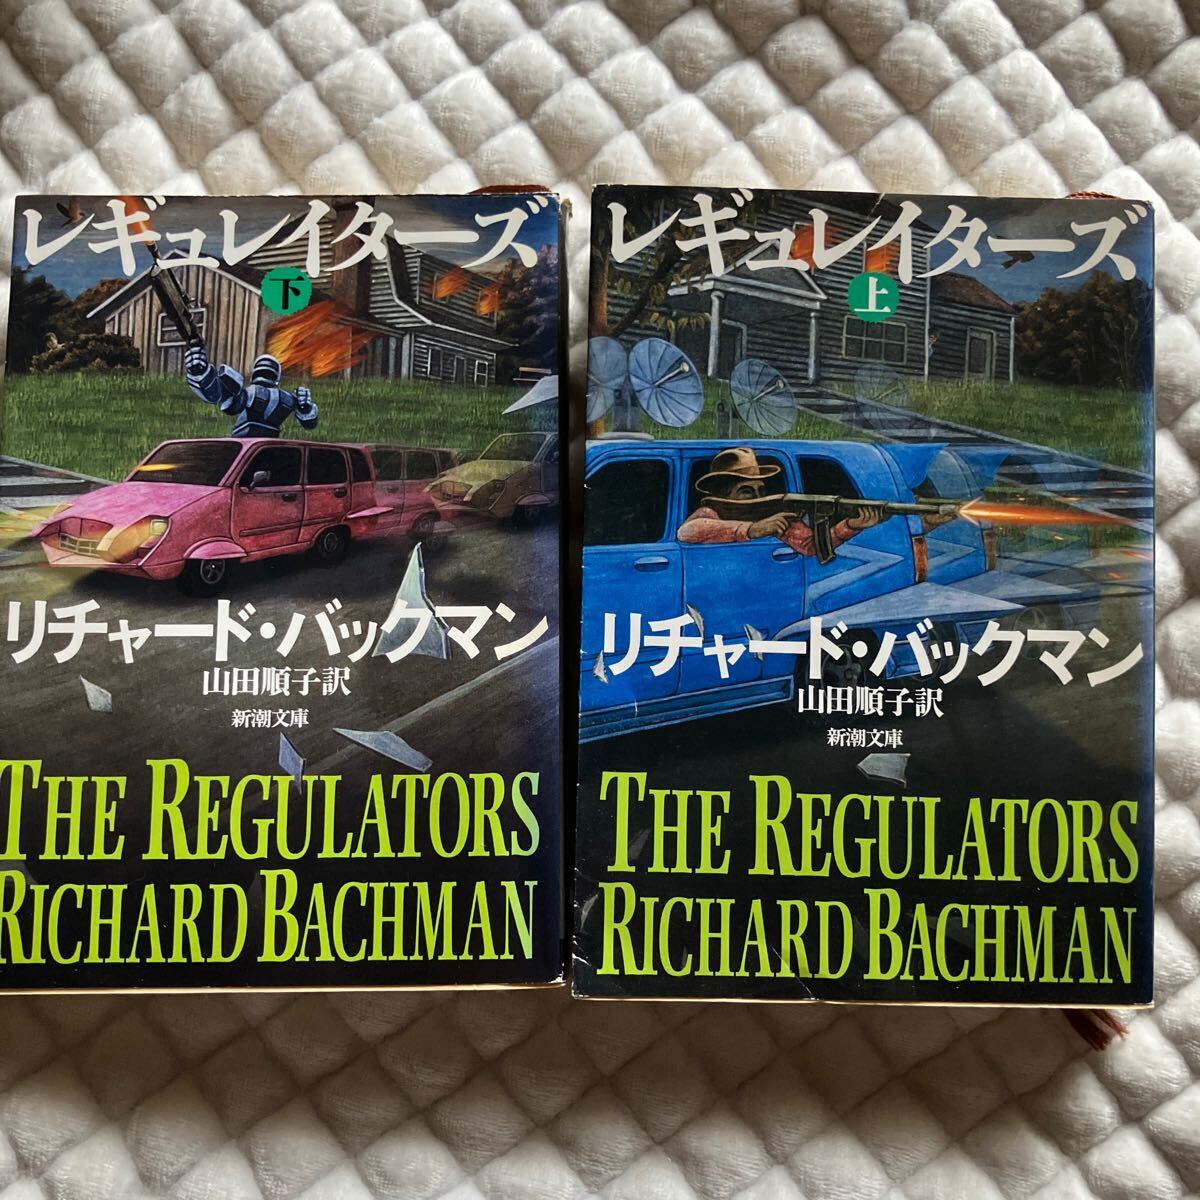 レギュレイターズ
下
リチャード・バックマン
山田順子訳
新潮文庫
THE REGULATORS
RICHARD BACHMAN
レギュレイターズ
上
リチャード・バックマン
山田順子訳
新潮文庫
THE REGULATORS
RICHARD BACHMAN